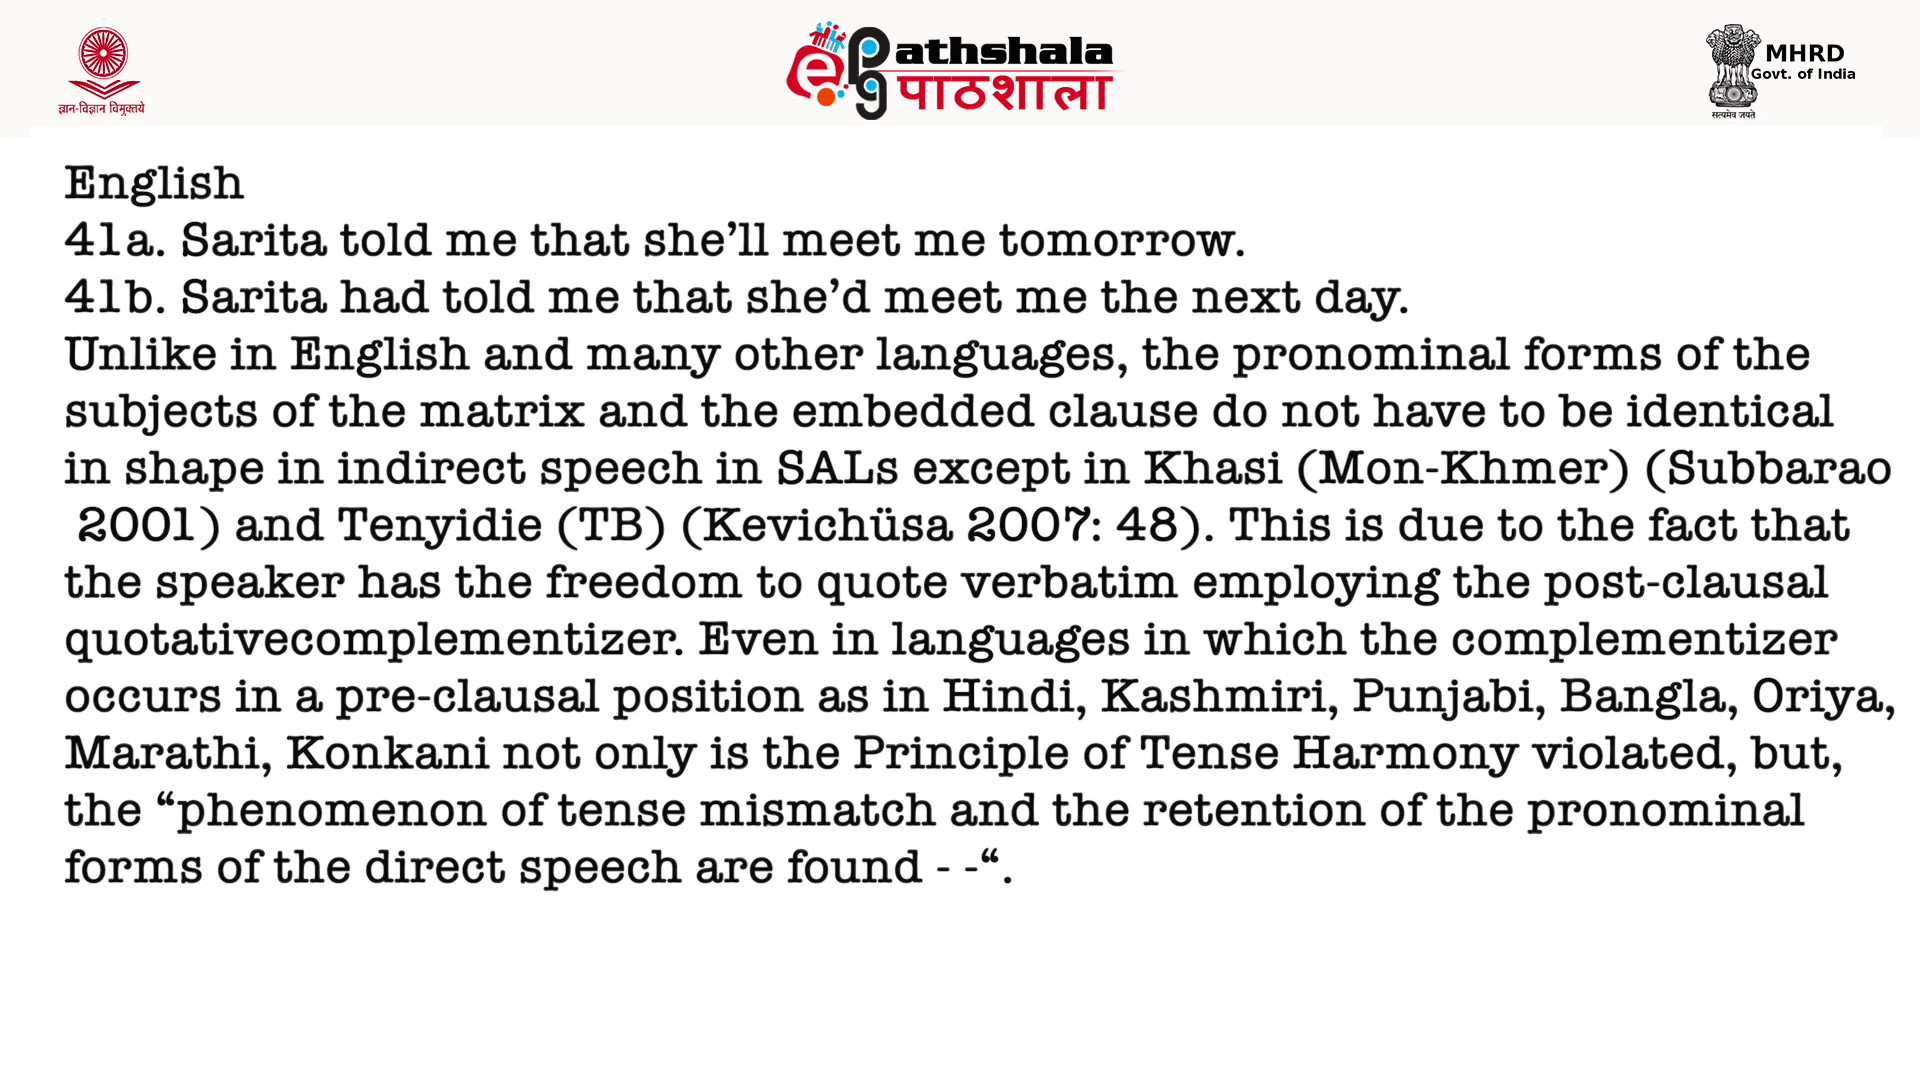 ज्ञान-विज्ञान विमुक्तये
e Pg athshala
पाठशाला
MHRD
Govt. of India
सत्यमेव जयते
English
41a. Sarita told me that she’ll meet me tomorrow.
41b. Sarita had told me that she’d meet me the next day.
Unlike in English and many other languages, the pronominal forms of the
subjects of the matrix and the embedded clause do not have to be identical
in shape in indirect speech in SALs except in Khasi (Mon-Khmer) (Subbarao
2001) and Tenyidie (TB) (Kevichüsa 2007: 48). This is due to the fact that
the speaker has the freedom to quote verbatim employing the post-clausal
quotativecomplementizer. Even in languages in which the complementizer
occurs in a pre-clausal position as in Hindi, Kashmiri, Punjabi, Bangla, Oriya,
Marathi, Konkani not only is the Principle of Tense Harmony violated, but,
the “phenomenon of tense mismatch and the retention of the pronominal
forms of the direct speech are found - -“.